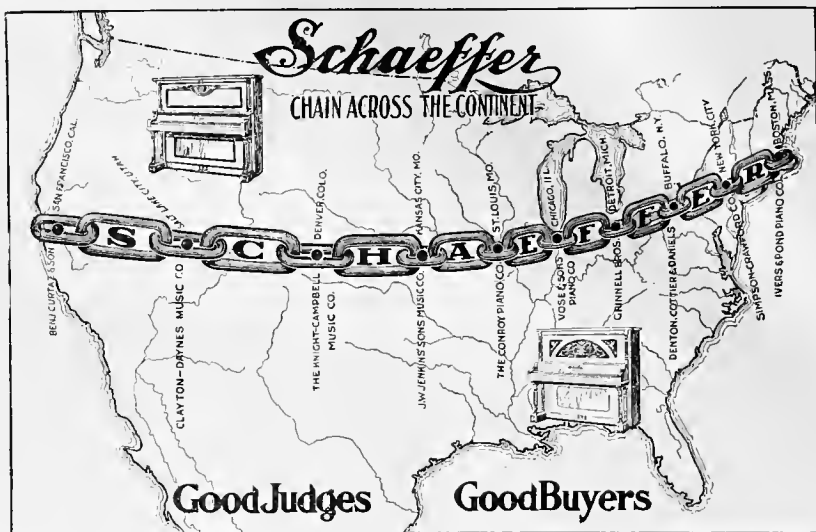 Schaeffer
CHAIN ACROSS THE CONTINENT
SAN FRANCISCO, CAL.
SALT LAKE CITY UTAH
DENVER, COLO.
KANSAS CITY, MO.
ST. LOUIS, MO.
CHICAGO, ILL.
DETROIT, MICH.
BUFFALO, N.Y.
NEW YORK CITY
BOSTON, MASS.
SCHAEFFER
BENJ CURTAZ & SON
CLAYTON-DAYNES MUSIC CO.
THE KNIGHT-CAMPBELL
MUSIC CO.
J.W. JENKINS' SONS MUSIC CO.
THE CONROY PIANO CO.
VOSE & SONS
PIANO CO.
GRINNELL BROS.
DENTON, COTTIER & DANIELS
SIMPSON-CRAWFORD CO.
IVERS & POND PIANO CO.
Good Judges Good Buyers